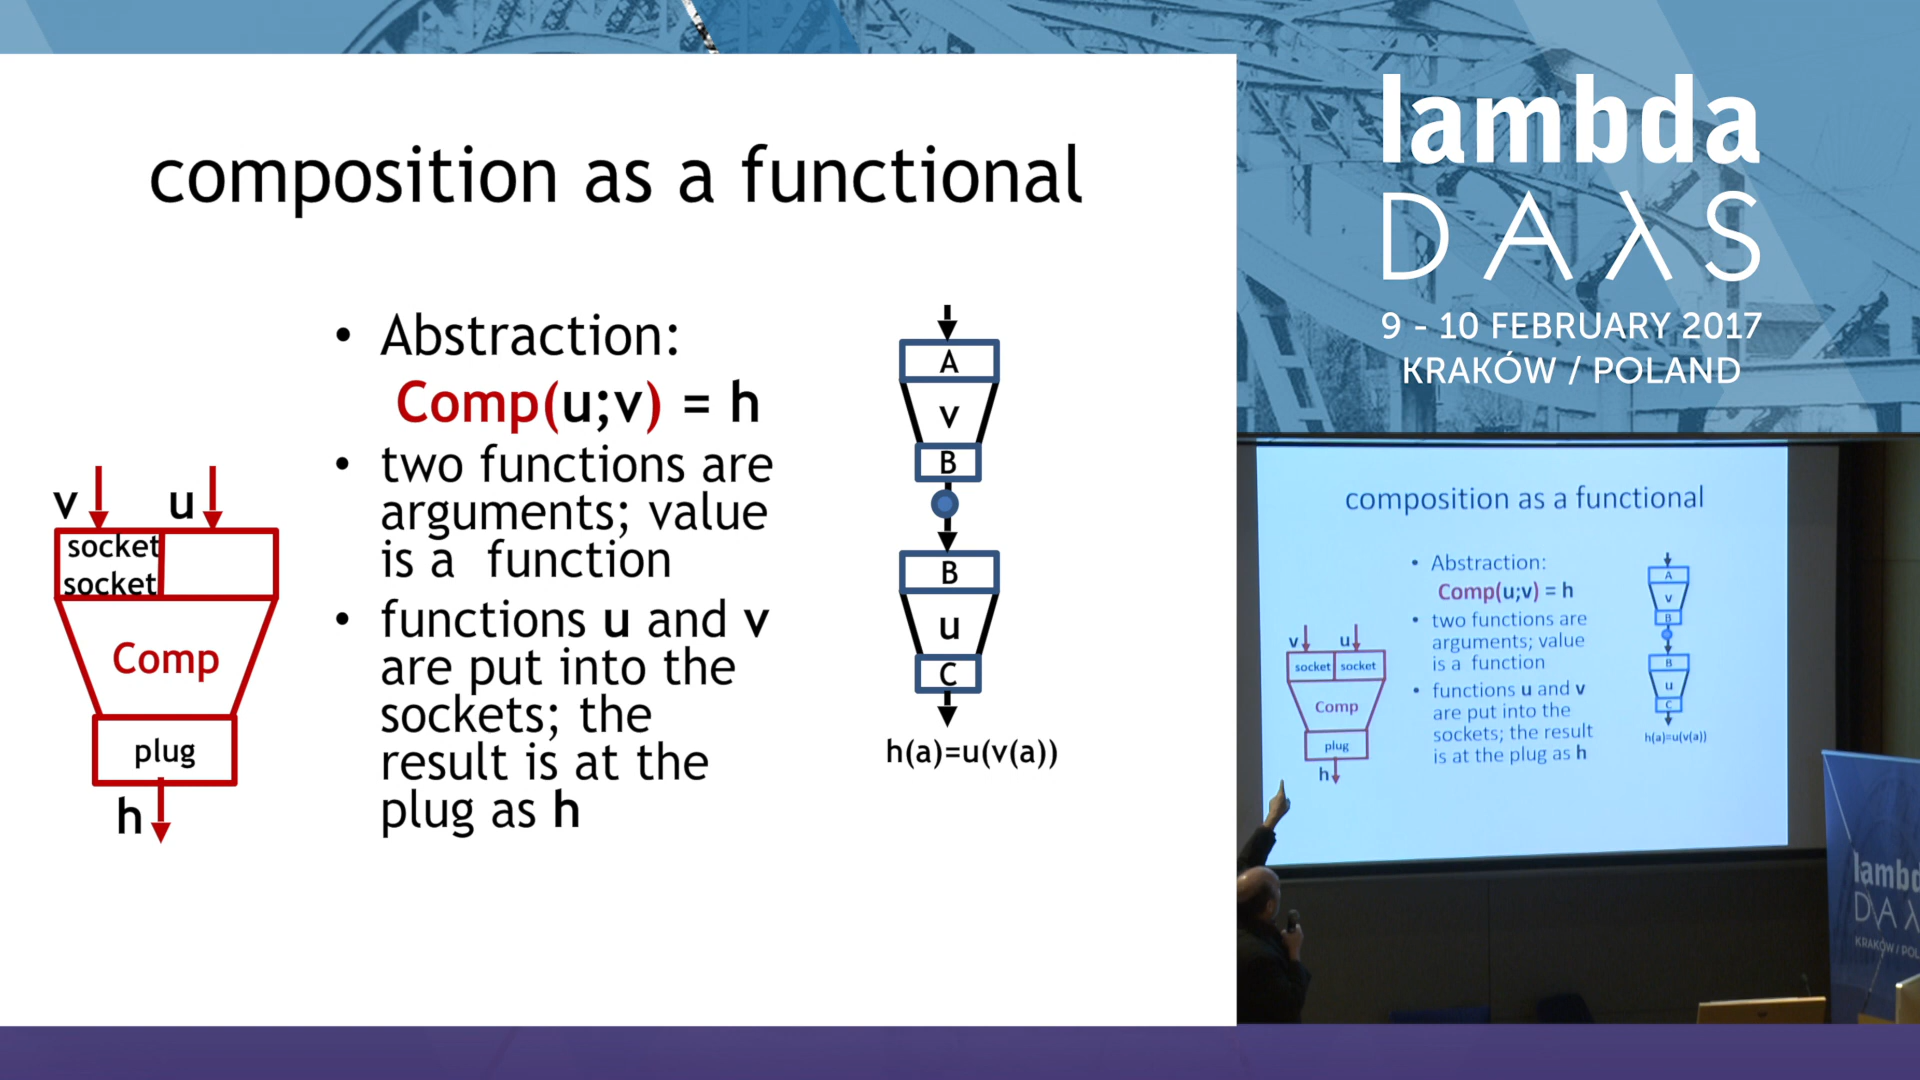 composition as a functional
• Abstraction:
Comp(u;v) = h
• two functions are
arguments; value
is a function
• functions u and v
are put into the
sockets; the
result is at the
plug as h
v u
socket
socket
Comp
plug
h
A
v
B
B
u
C
h(a)=u(v(a))
lambda
DAλS
9 - 10 FEBRUARY 2017
KRAKÓW / POLAND
composition as a functional
• Abstraction:
Comp(u;v) = h
• two functions are
arguments; value
is a function
• functions u and v
are put into the
sockets; the result
is at the plug as h
v u
socket socket
Comp
plug
h
A
v
B
B
u
C
h(a)=u(v(a))
lambd
DAλ
KRAKÓW / POL